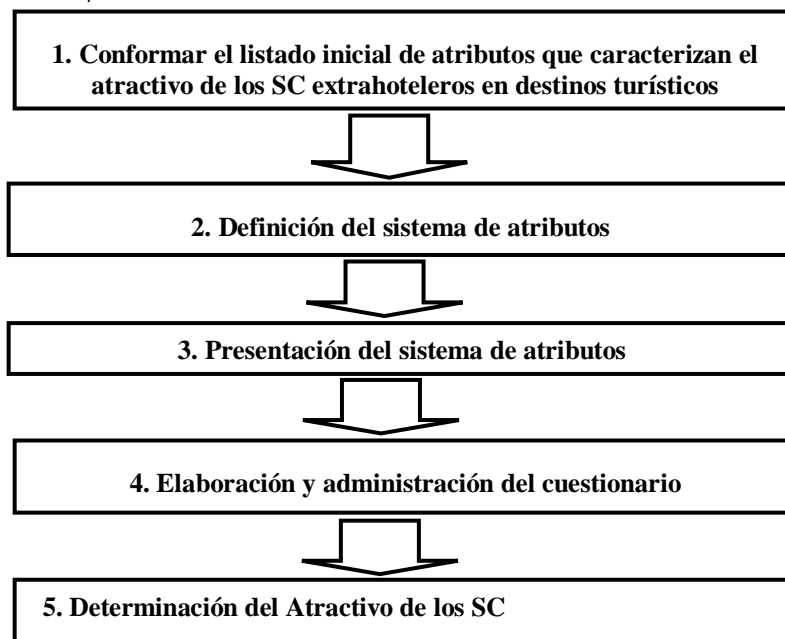 1. Conformar el listado inicial de atributos que caracterizan el
atractivo de los SC extrahoteleros en destinos turísticos
2. Definición del sistema de atributos
3. Presentación del sistema de atributos
4. Elaboración y administración del cuestionario
5. Determinación del Atractivo de los SC